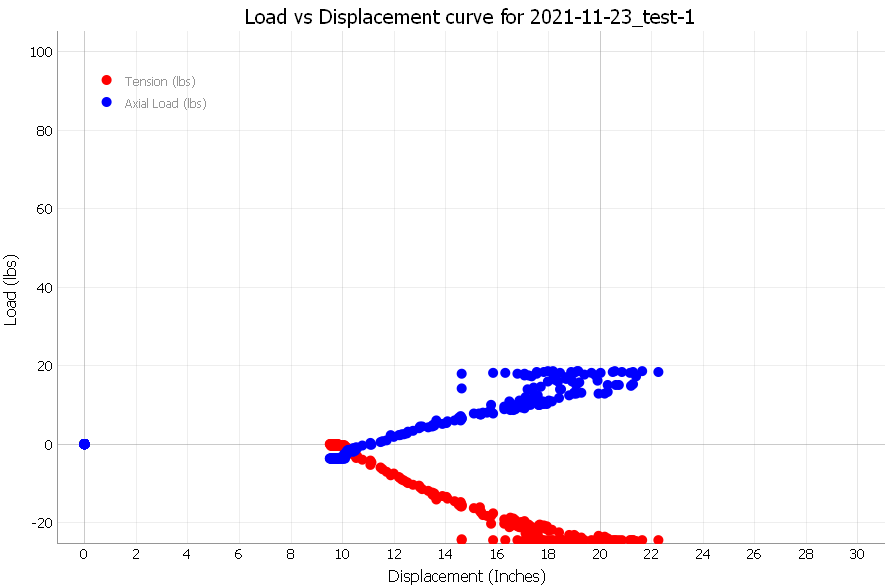 Load vs Displacement curve for 2021-11-23_test-1
100
Tension (lbs)
Axial Load (lbs)
80
60
40
20
0
-20
Load (lbs)
0 2 4 6 8 10 12 14 16 18 20 22 24 26 28 30
Displacement (Inches)